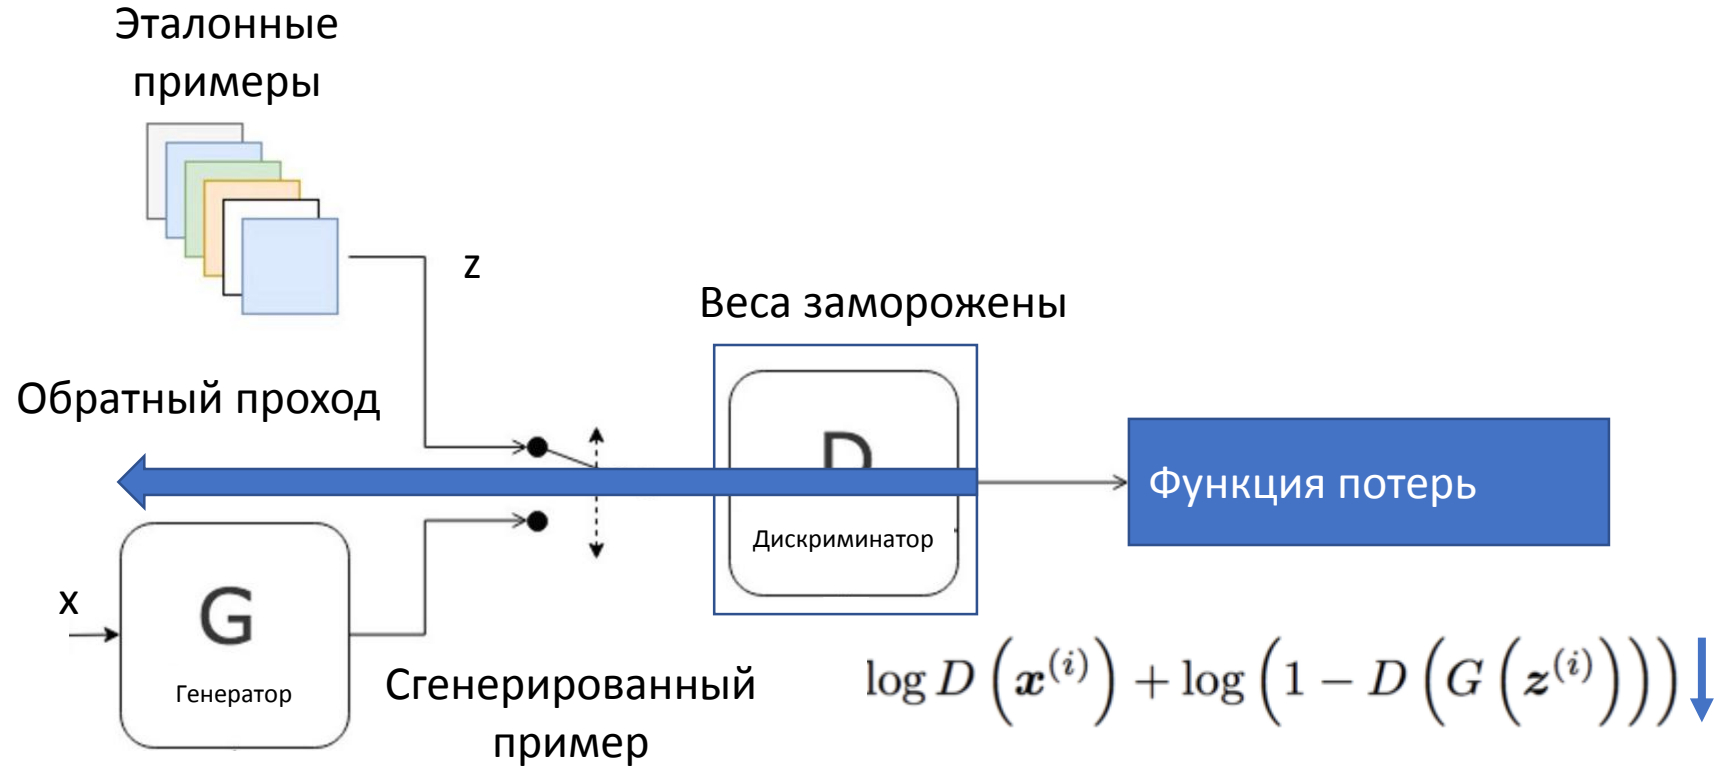 Эталонные
примеры
z
Веса заморожены
Обратный проход
D
Дискриминатор
Функция потерь
x
G
Генератор
Сгенерированный
пример
log D (x^(i)) + log (1 − D (G (z^(i))))